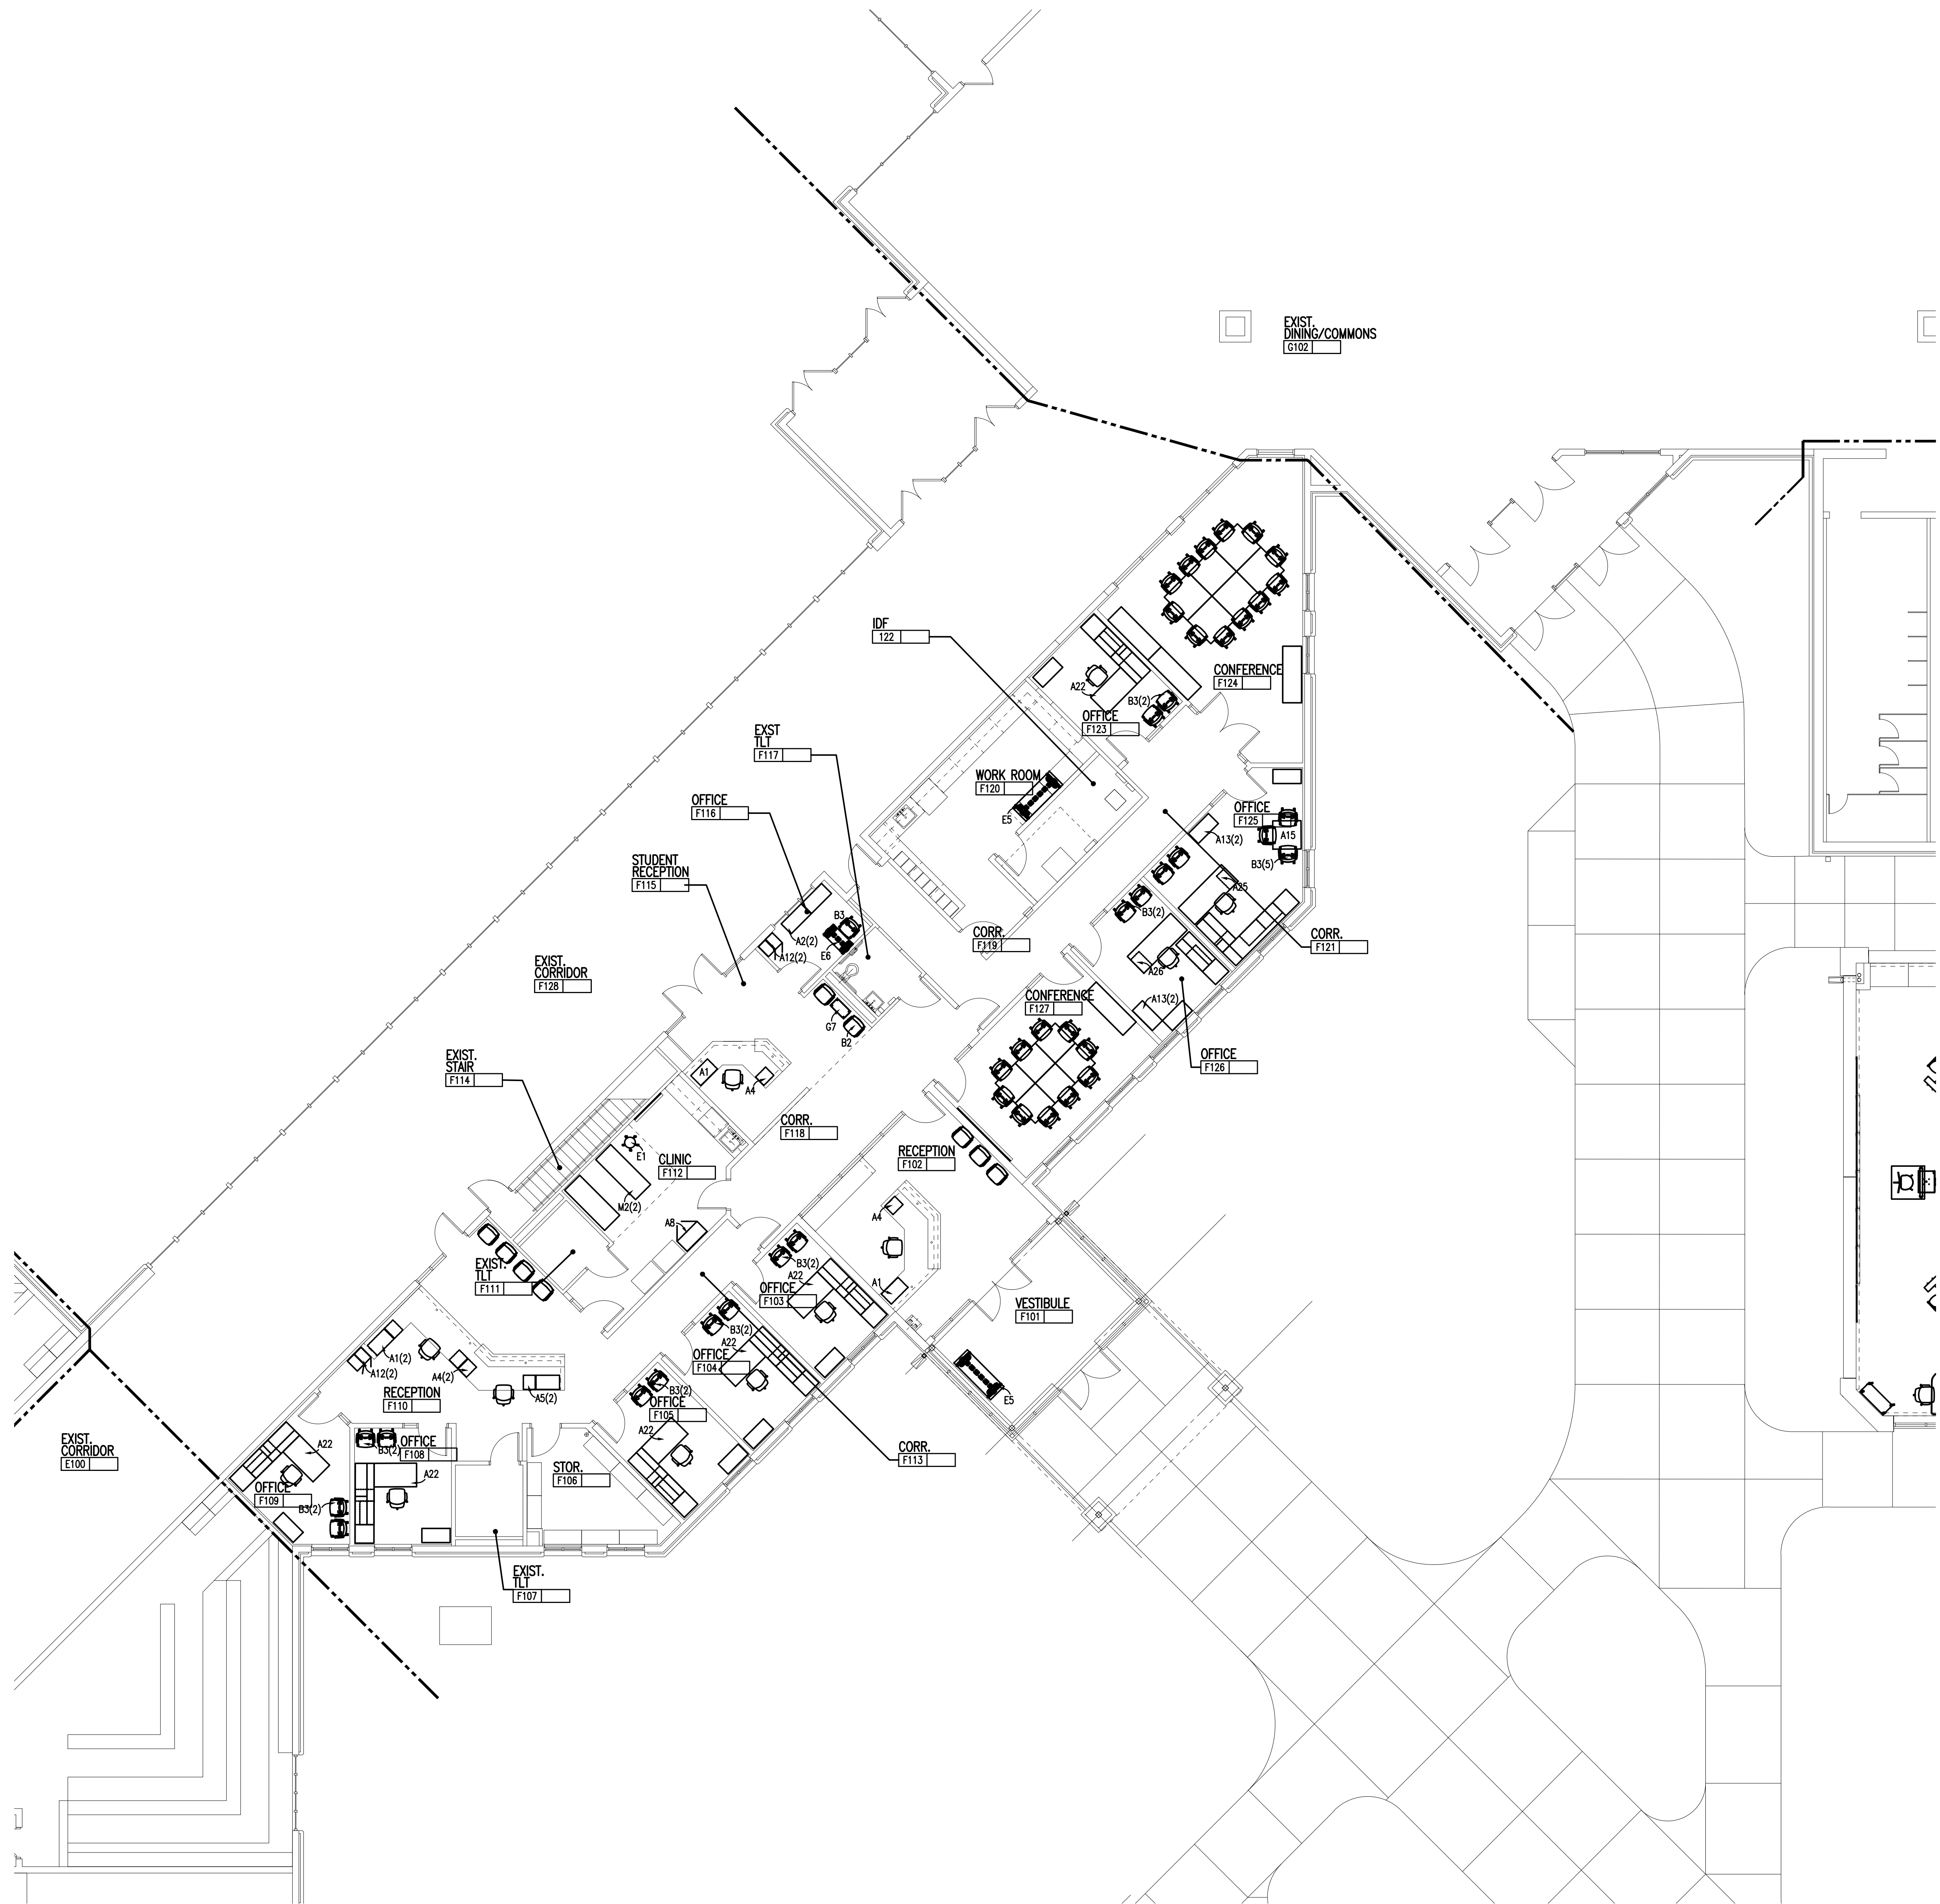 EXIST.
DINING/COMMONS
G102
IDF
122
CONFERENCE
F124
A22
B3(2)
OFFICE
F123
EXST
TLT
F117
WORK ROOM
F120
E5
OFFICE
F116
OFFICE
F125
A15
A13(2)
B3(5)
STUDENT
RECEPTION
F115
A25
B3
A2(2)
E6
A12(2)
B3(2)
CORR.
F119
CORR.
F121
EXIST.
CORRIDOR
F128
A26
CONFERENCE
F127
A13(2)
G7
B2
EXIST.
STAIR
F114
OFFICE
F126
A1
A4
CORR.
F118
E1
CLINIC
F112
M2(2)
RECEPTION
F102
A4
A8
EXIST.
TLT
F111
B3(2)
A22
OFFICE
F103
A1
VESTIBULE
F101
B3(2)
A22
OFFICE
F104
A1(2)
A12(2)
A4(2)
A5(2)
RECEPTION
F110
B3(2)
OFFICE
F105
A22
E5
EXIST.
CORRIDOR
E100
A22
B3(2)
OFFICE
F108
A22
OFFICE
F109
B3(2)
STOR.
F106
CORR.
F113
EXIST.
TLT
F107